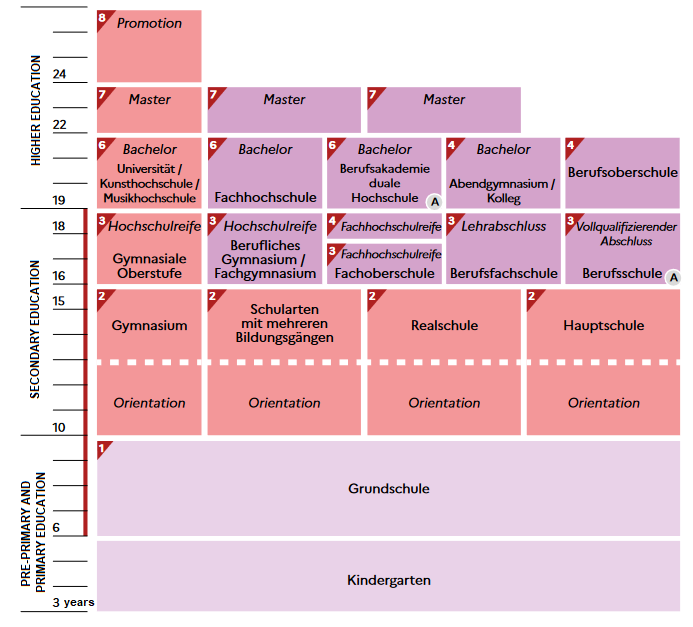 HIGHER EDUCATION
SECONDARY EDUCATION
PRE-PRIMARY AND
PRIMARY EDUCATION
24
22
19
18
16
15
10
6
3 years
8 Promotion
7 Master
7 Master
7 Master
6 Bachelor
Universität /
Kunsthochschule /
Musikhochschule
6 Bachelor
Fachhochschule
6 Bachelor
Berufsakademie
duale
Hochschule
A
4 Bachelor
Abendgymnasium /
Kolleg
4
Berufsoberschule
3 Hochschulreife
Gymnasiale
Oberstufe
3 Hochschulreife
Berufliches
Gymnasium /
Fachgymnasium
4 Fachhochschulreife
3 Fachhochschulreife
Fachoberschule
3 Lehrabschluss
Berufsfachschule
3 Vollqualifizierender
Abschluss
Berufsschule
A
2
Gymnasium
Orientation
2
Schularten
mit mehreren
Bildungsgängen
Orientation
2
Realschule
Orientation
2
Hauptschule
Orientation
1
Grundschule
Kindergarten